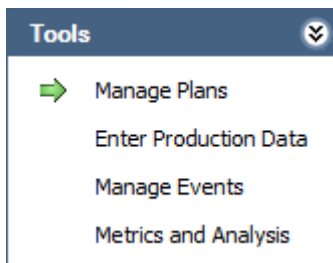 Tools
Manage Plans
Enter Production Data
Manage Events
Metrics and Analysis